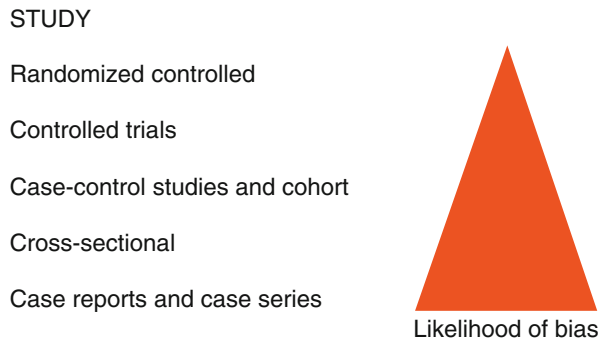 STUDY
Randomized controlled
Controlled trials
Case-control studies and cohort
Cross-sectional
Case reports and case series
Likelihood of bias